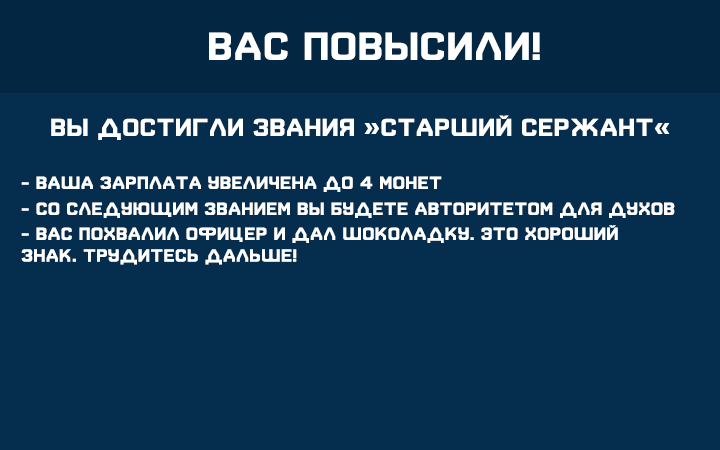 ВАС ПОВЫСИЛИ!
ВЫ ДОСТИГЛИ ЗВАНИЯ »СТАРШИЙ СЕРЖАНТ«
- ВАША ЗАРПЛАТА УВЕЛИЧЕНА ДО 4 МОНЕТ
- СО СЛЕДУЮЩИМ ЗВАНИЕМ ВЫ БУДЕТЕ АВТОРИТЕТОМ ДЛЯ ДУХОВ
- ВАС ПОХВАЛИЛ ОФИЦЕР И ДАЛ ШОКОЛАДКУ. ЭТО ХОРОШИЙ
ЗНАК. ТРУДИТЕСЬ ДАЛЬШЕ!